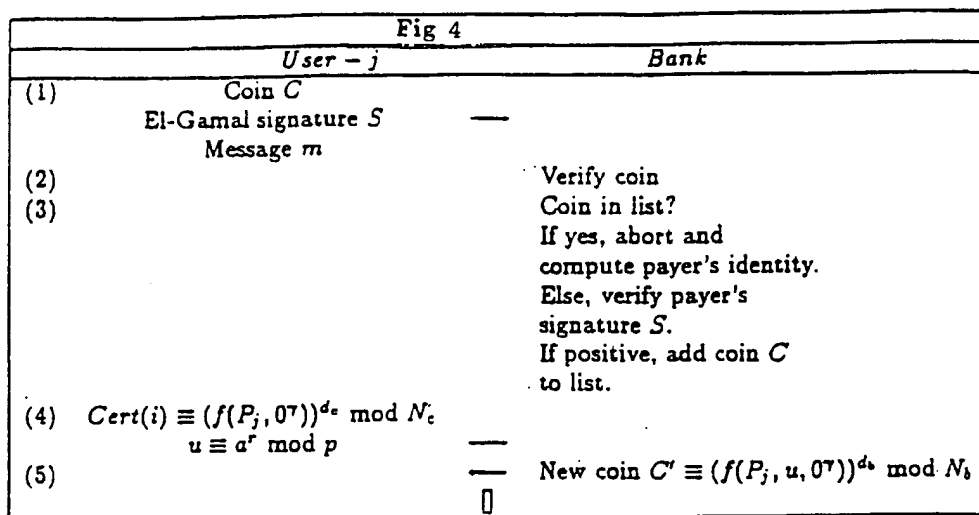 Fig 4
User – j Bank
(1) Coin C
El-Gamal signature S —
Message m
(2) Verify coin
(3) Coin in list?
If yes, abort and
compute payer's identity.
Else, verify payer's
signature S.
If positive, add coin C
to list.
(4) Cert(i) ≡ (f(P_j, 0^γ))^{d_c} mod N_c
u ≡ a^r mod p —
(5) ← New coin C' ≡ (f(P_j, u, 0^γ))^{d_b} mod N_b